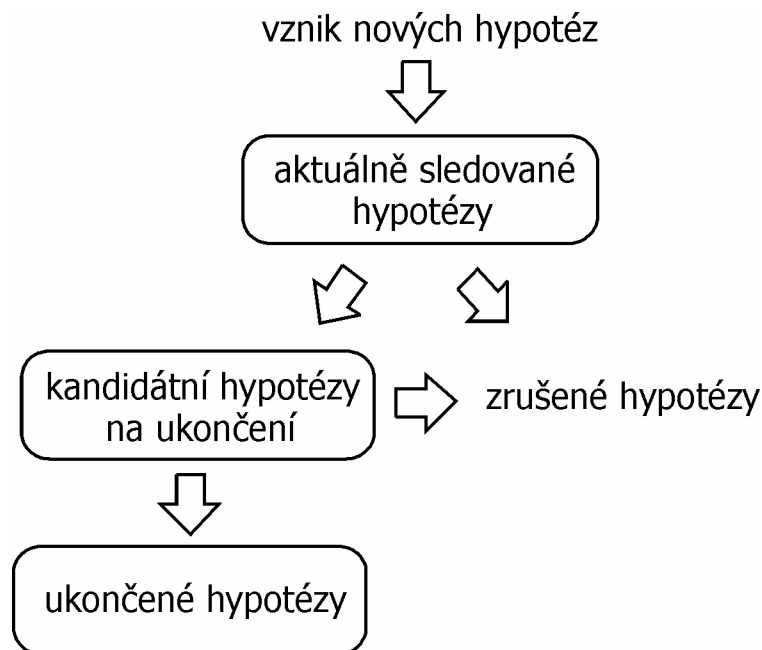 vznik nových hypotéz
aktuálně sledované
hypotézy
kandidátní hypotézy
na ukončení
zrušené hypotézy
ukončené hypotézy